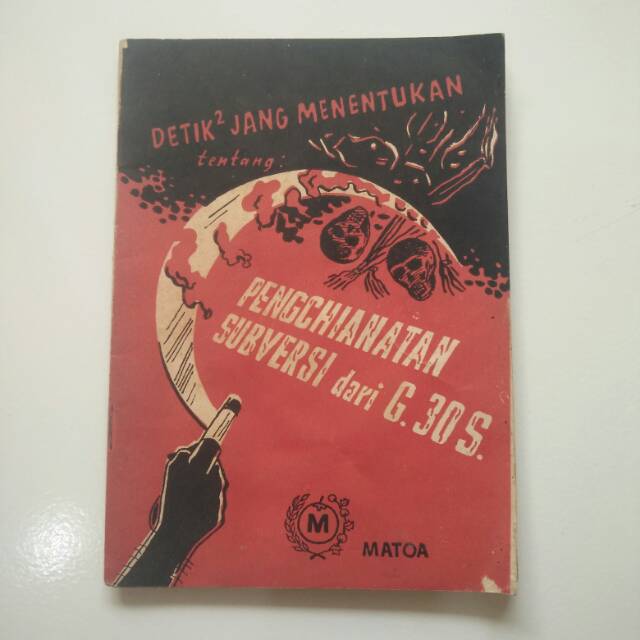 DETIK² JANG MENENTUKAN
tentang:
PENGCHIANATAN
SUBVERSI dari G. 30 S.
M
MATOA